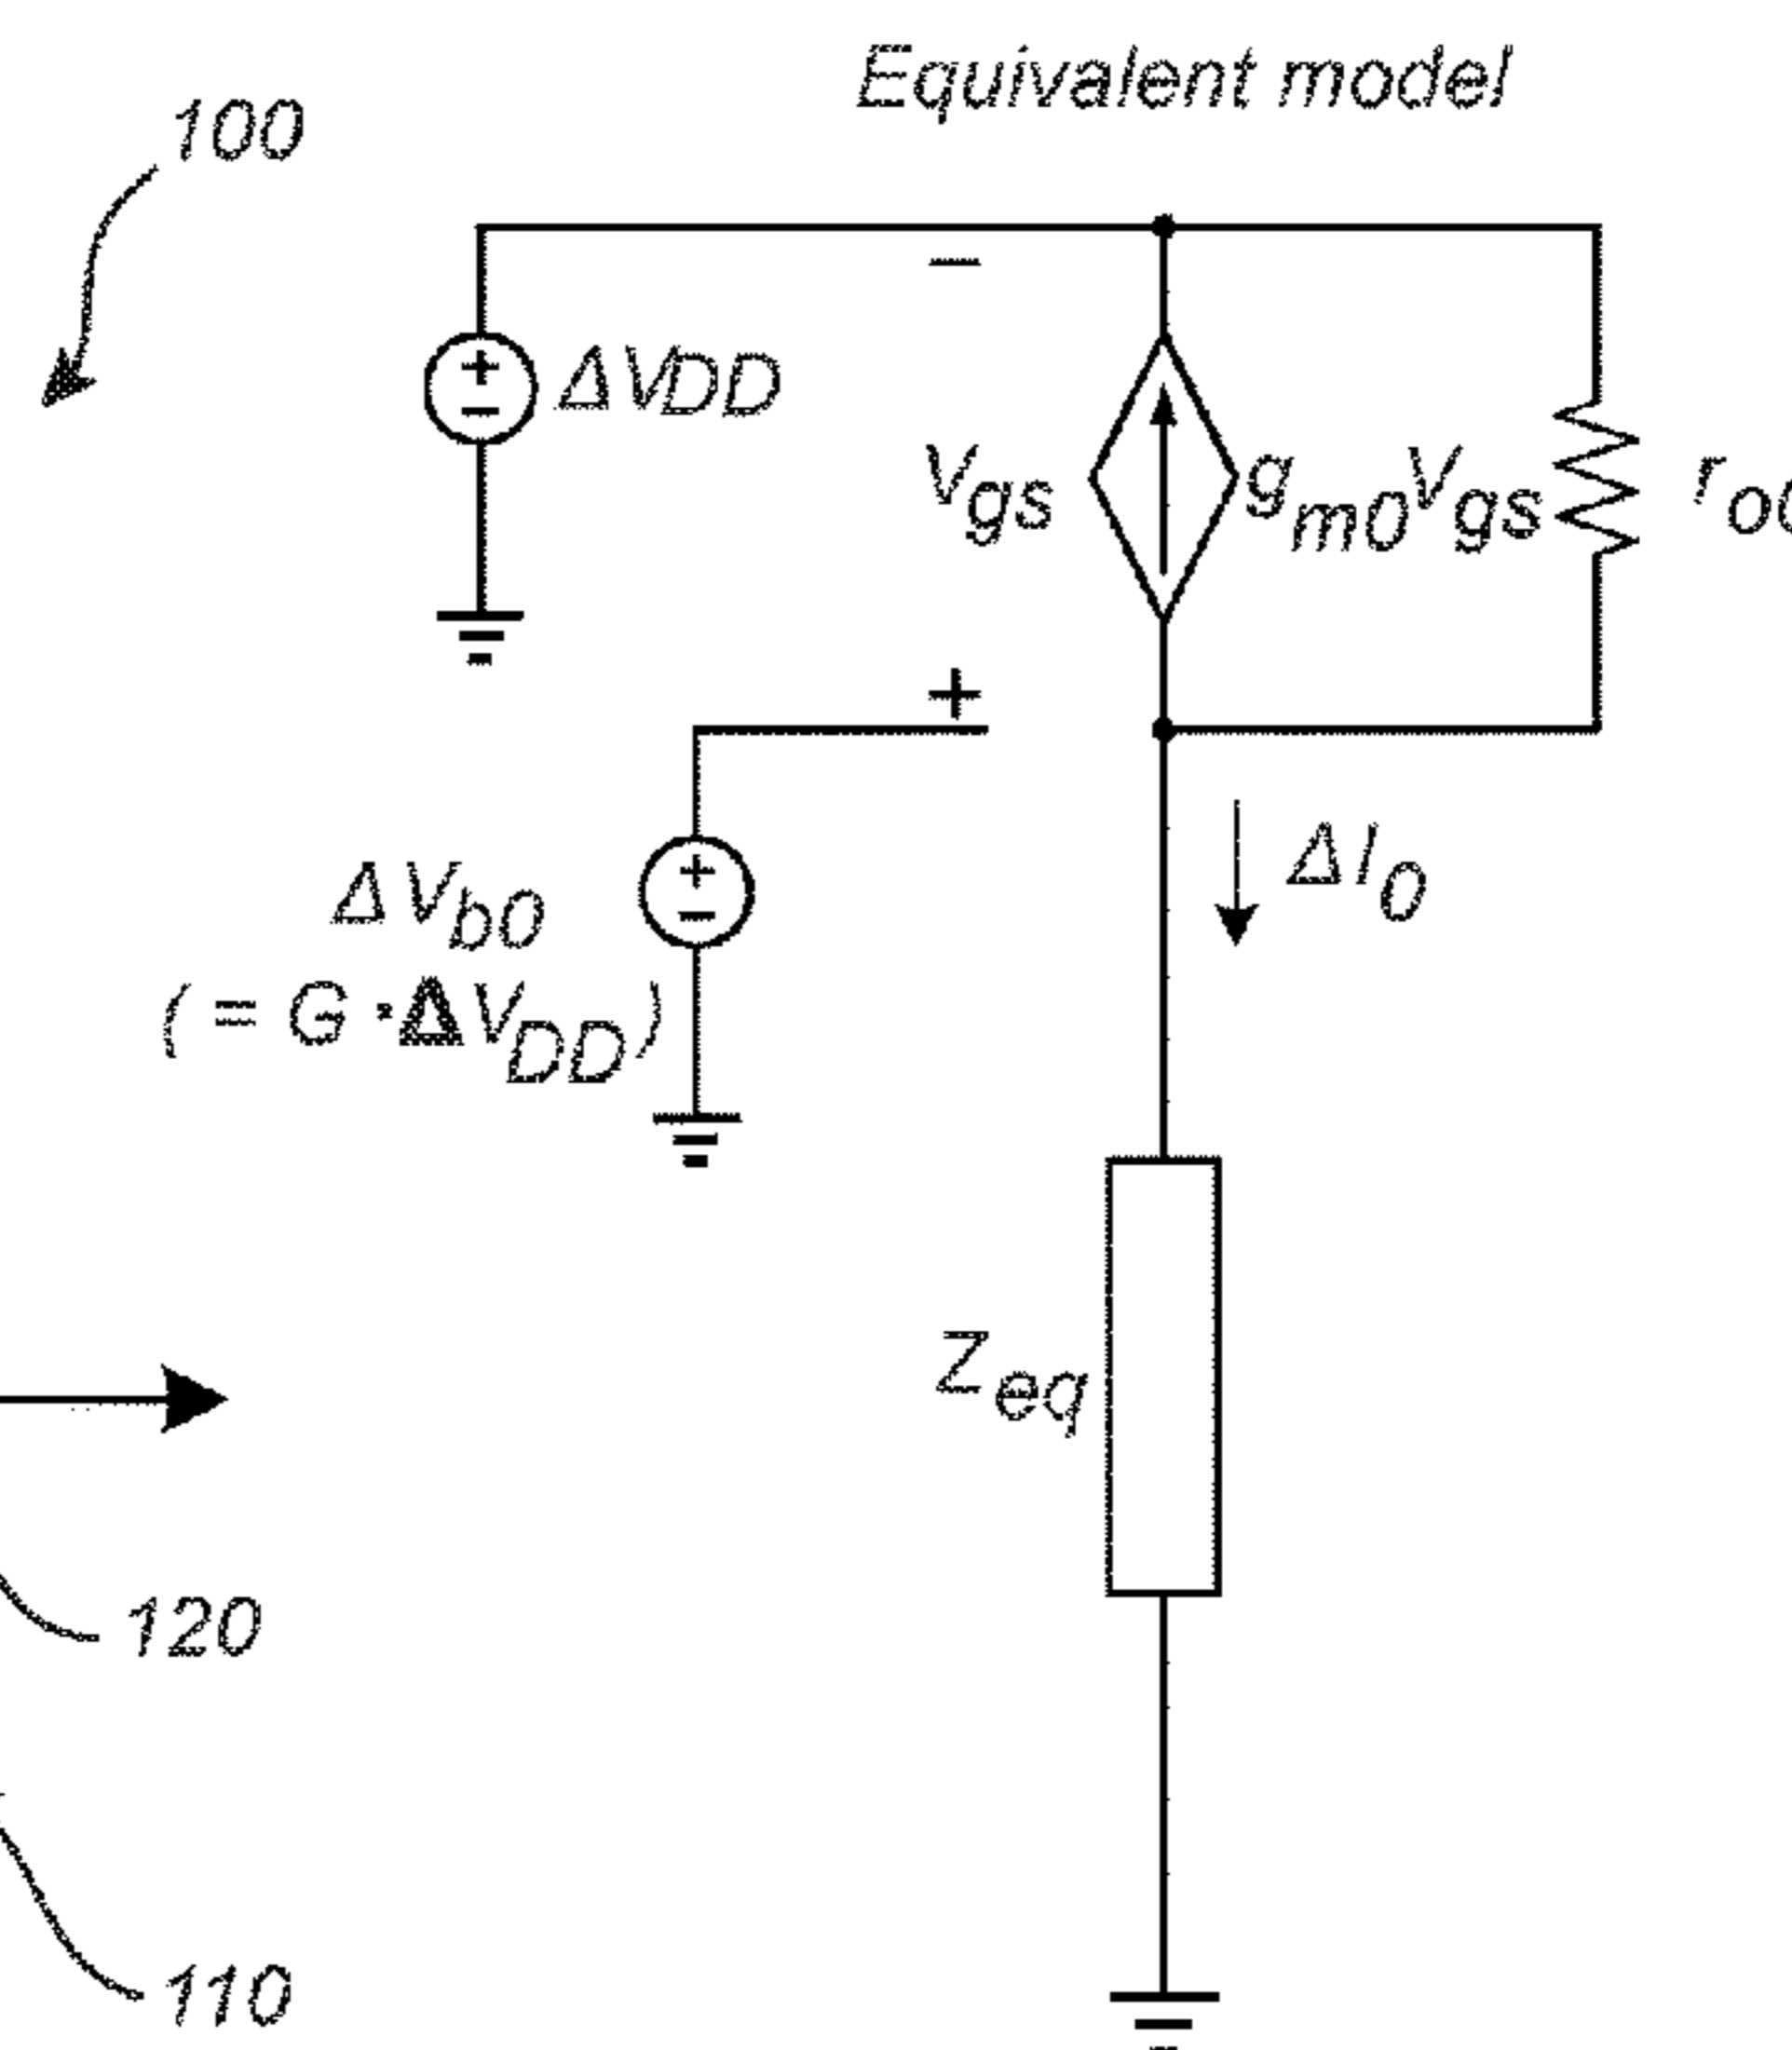 Equivalent model
100
−
+
−
ΔVDD
Vgs
gm0Vgs
+
+
−
ΔVb0
( = G · ΔVDD )
ΔI0
Zeq
120
110